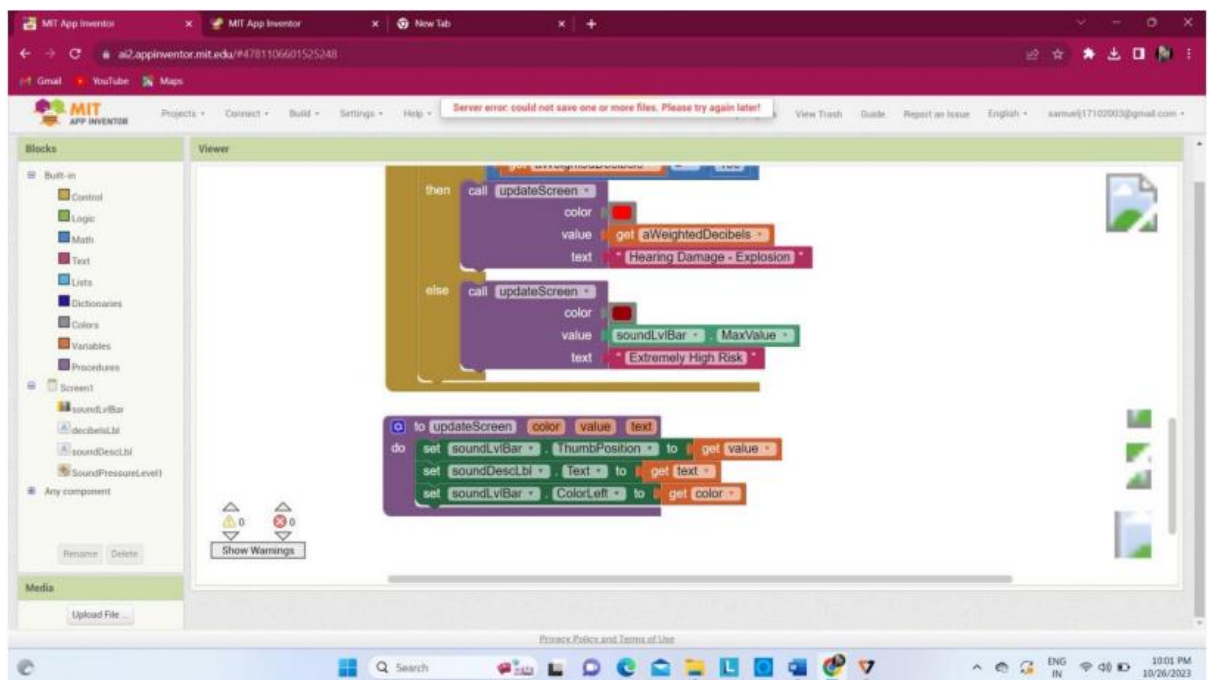 MIT App Inventor
MIT App Inventor
New Tab
ai2.appinventor.mit.edu/#4781106601525248
Gmail
YouTube
Maps
MIT
APP INVENTOR
Projects
Connect
Build
Settings
Help
Server error: could not save one or more files. Please try again later!
View Trash
Guide
Report an Issue
English
samuelj17102003@gmail.com
Blocks
Viewer
Built-in
Control
Logic
Math
Text
Lists
Dictionaries
Colors
Variables
Procedures
Screen1
soundLvlBar
decibelsLbl
soundDescLbl
SoundPressureLevel1
Any component
Rename
Delete
Media
Upload File ...
get aWeightedDecibels
then call updateScreen
color
value get aWeightedDecibels
text " Hearing Damage - Explosion "
else call updateScreen
color
value soundLvlBar . MaxValue
text " Extremely High Risk "
to updateScreen color value text
do set soundLvlBar . ThumbPosition to get value
set soundDescLbl . Text to get text
set soundLvlBar . ColorLeft to get color
0
0
Show Warnings
Privacy Policy and Terms of Use
Search
ENG
IN
10:01 PM
10/26/2023